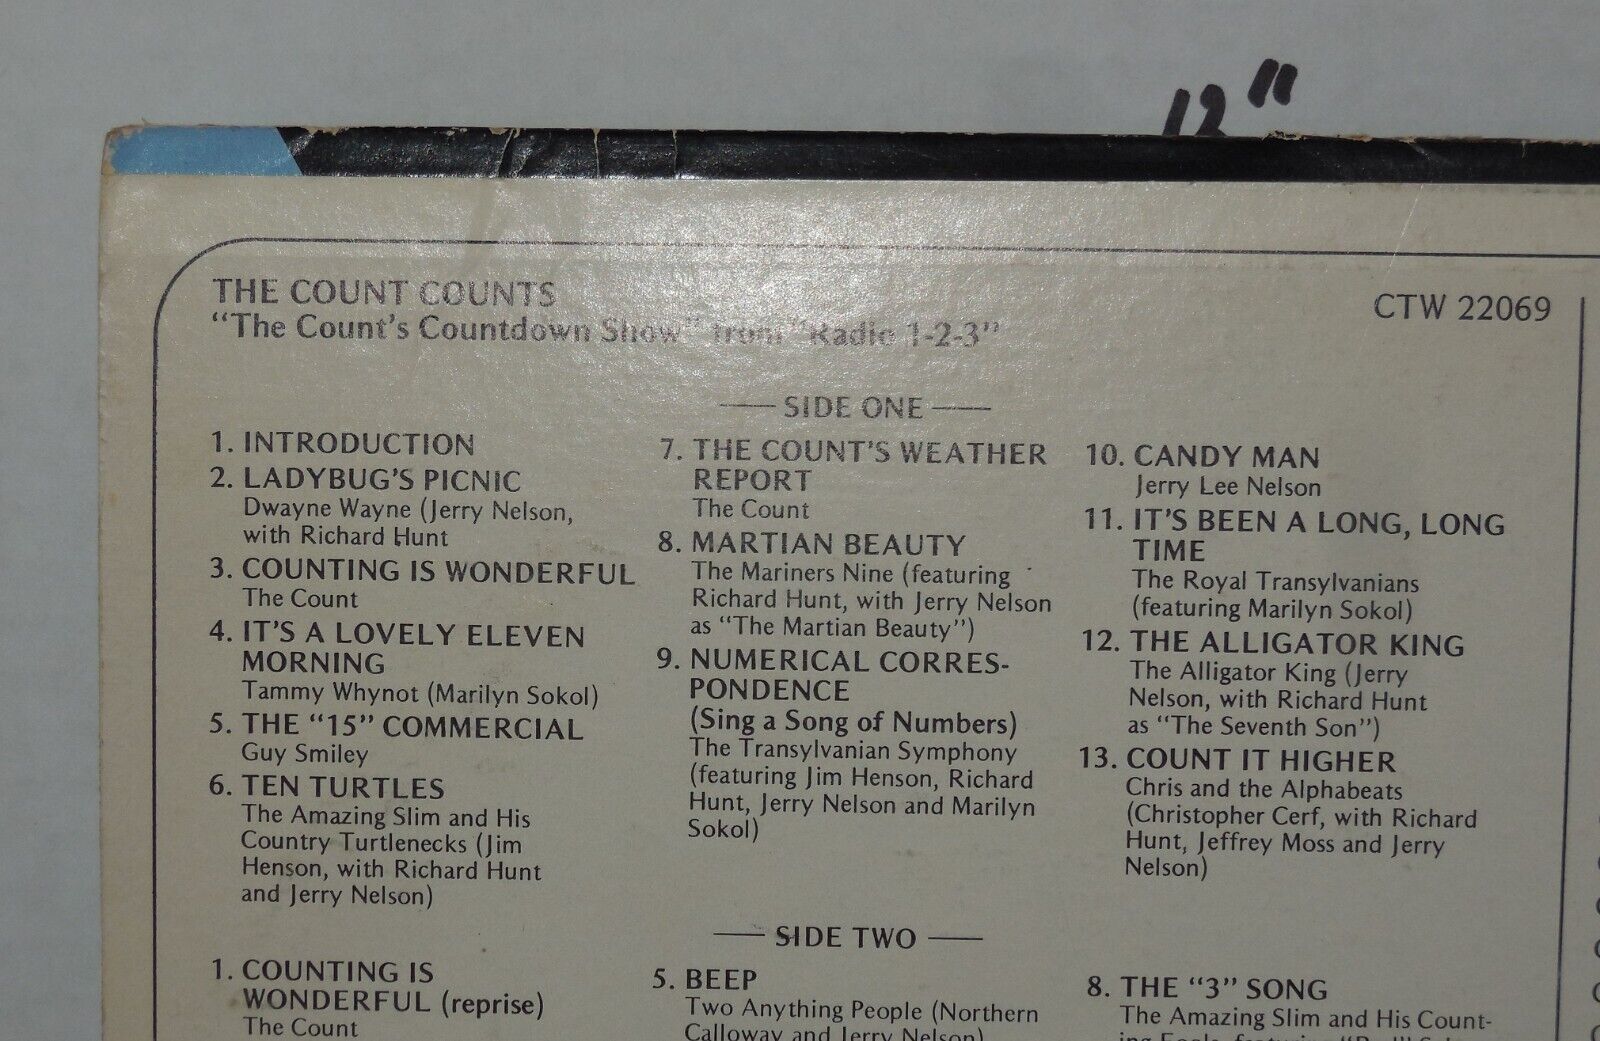 12"
THE COUNT COUNTS
"The Count's Countdown Show" from "Radio 1-2-3"
CTW 22069
SIDE ONE
1. INTRODUCTION
2. LADYBUG'S PICNIC
Dwayne Wayne (Jerry Nelson,
with Richard Hunt
3. COUNTING IS WONDERFUL
The Count
4. IT'S A LOVELY ELEVEN
MORNING
Tammy Whynot (Marilyn Sokol)
5. THE "15" COMMERCIAL
Guy Smiley
6. TEN TURTLES
The Amazing Slim and His
Country Turtlenecks (Jim
Henson, with Richard Hunt
and Jerry Nelson)
7. THE COUNT'S WEATHER
REPORT
The Count
8. MARTIAN BEAUTY
The Mariners Nine (featuring
Richard Hunt, with Jerry Nelson
as "The Martian Beauty")
9. NUMERICAL CORRES-
PONDENCE
(Sing a Song of Numbers)
The Transylvanian Symphony
(featuring Jim Henson, Richard
Hunt, Jerry Nelson and Marilyn
Sokol)
10. CANDY MAN
Jerry Lee Nelson
11. IT'S BEEN A LONG, LONG
TIME
The Royal Transylvanians
(featuring Marilyn Sokol)
12. THE ALLIGATOR KING
The Alligator King (Jerry
Nelson, with Richard Hunt
as "The Seventh Son")
13. COUNT IT HIGHER
Chris and the Alphabeats
(Christopher Cerf, with Richard
Hunt, Jeffrey Moss and Jerry
Nelson)
SIDE TWO
1. COUNTING IS
WONDERFUL (reprise)
The Count
5. BEEP
Two Anything People (Northern
Calloway and Jerry Nelson)
8. THE "3" SONG
The Amazing Slim and His Count-